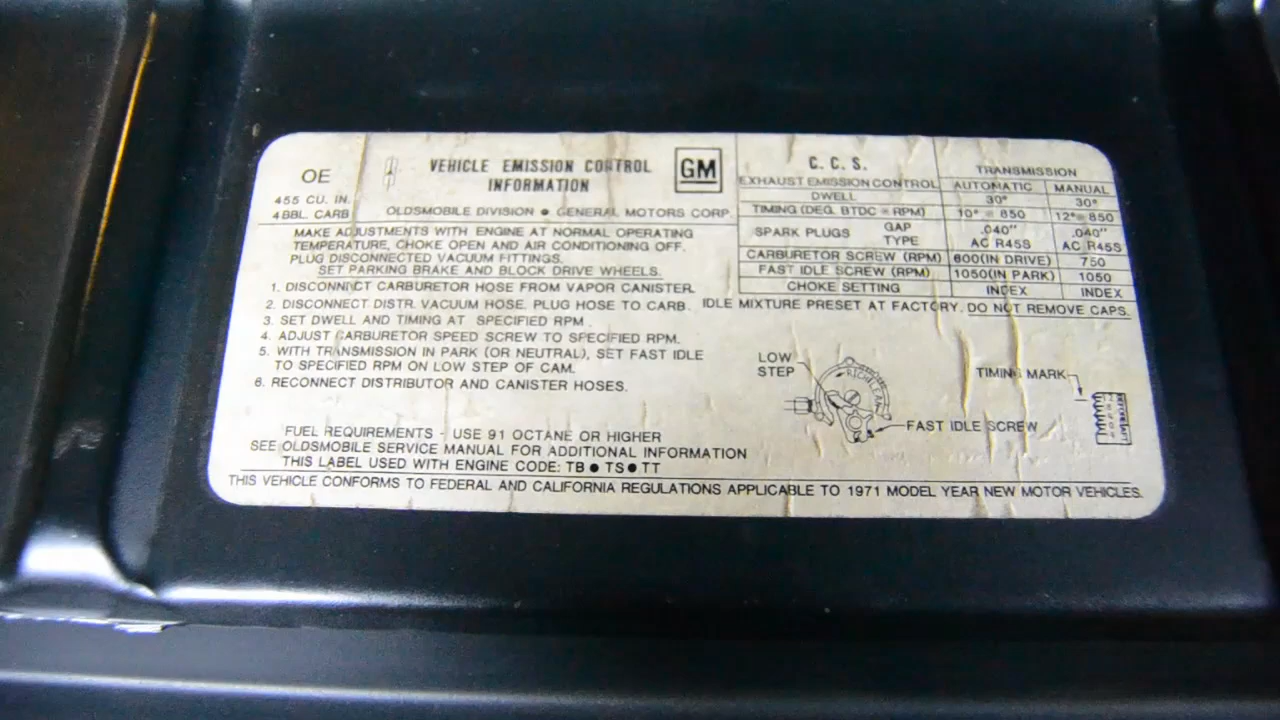 OE
455 CU. IN.
4 BBL. CARB
VEHICLE EMISSION CONTROL
INFORMATION
GM
OLDSMOBILE DIVISION ● GENERAL MOTORS CORP.
MAKE ADJUSTMENTS WITH ENGINE AT NORMAL OPERATING
TEMPERATURE, CHOKE OPEN AND AIR CONDITIONING OFF.
PLUG DISCONNECTED VACUUM FITTINGS.
SET PARKING BRAKE AND BLOCK DRIVE WHEELS.
1. DISCONNECT CARBURETOR HOSE FROM VAPOR CANISTER.
2. DISCONNECT DISTR. VACUUM HOSE. PLUG HOSE TO CARB.
3. SET DWELL AND TIMING AT SPECIFIED RPM.
4. ADJUST CARBURETOR SPEED SCREW TO SPECIFIED RPM.
5. WITH TRANSMISSION IN PARK (OR NEUTRAL), SET FAST IDLE
TO SPECIFIED RPM ON LOW STEP OF CAM.
6. RECONNECT DISTRIBUTOR AND CANISTER HOSES.
C. C. S.
EXHAUST EMISSION CONTROL
TRANSMISSION
AUTOMATIC MANUAL
DWELL 30° 30°
TIMING (DEG. BTDC = RPM) 10° = 850 12° = 850
SPARK PLUGS GAP .040" .040"
TYPE AC R45S AC R45S
CARBURETOR SCREW (RPM) 600(IN DRIVE) 750
FAST IDLE SCREW (RPM) 1050(IN PARK) 1050
CHOKE SETTING INDEX INDEX
IDLE MIXTURE PRESET AT FACTORY. DO NOT REMOVE CAPS.
LOW
STEP
RICH LEAN
FAST IDLE SCREW
TIMING MARK
FUEL REQUIREMENTS - USE 91 OCTANE OR HIGHER
SEE OLDSMOBILE SERVICE MANUAL FOR ADDITIONAL INFORMATION
THIS LABEL USED WITH ENGINE CODE: TB ● TS ● TT
THIS VEHICLE CONFORMS TO FEDERAL AND CALIFORNIA REGULATIONS APPLICABLE TO 1971 MODEL YEAR NEW MOTOR VEHICLES.